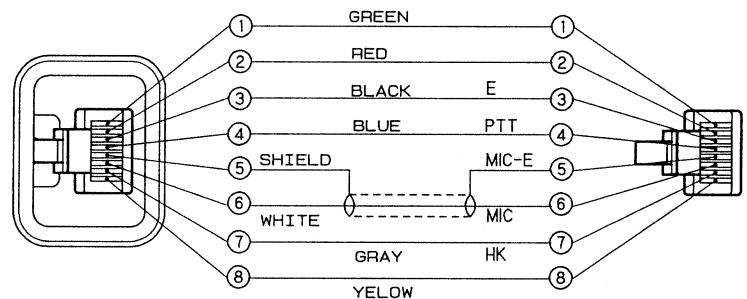 1 GREEN 1
2 RED 2
3 BLACK E 3
4 BLUE PTT 4
5 SHIELD MIC-E 5
6 WHITE MIC 6
7 GRAY HK 7
8 YELOW 8